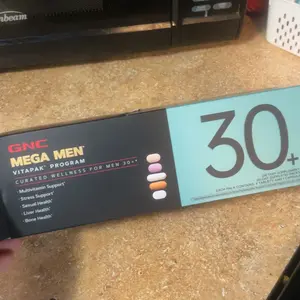 Sunbeam
GNC
MEGA MEN
VITAPAK PROGRAM
CURATED WELLNESS FOR MEN 30++
Multivitamin Support*
Stress Support*
Sexual Health*
Liver Health*
Bone Health*
30+